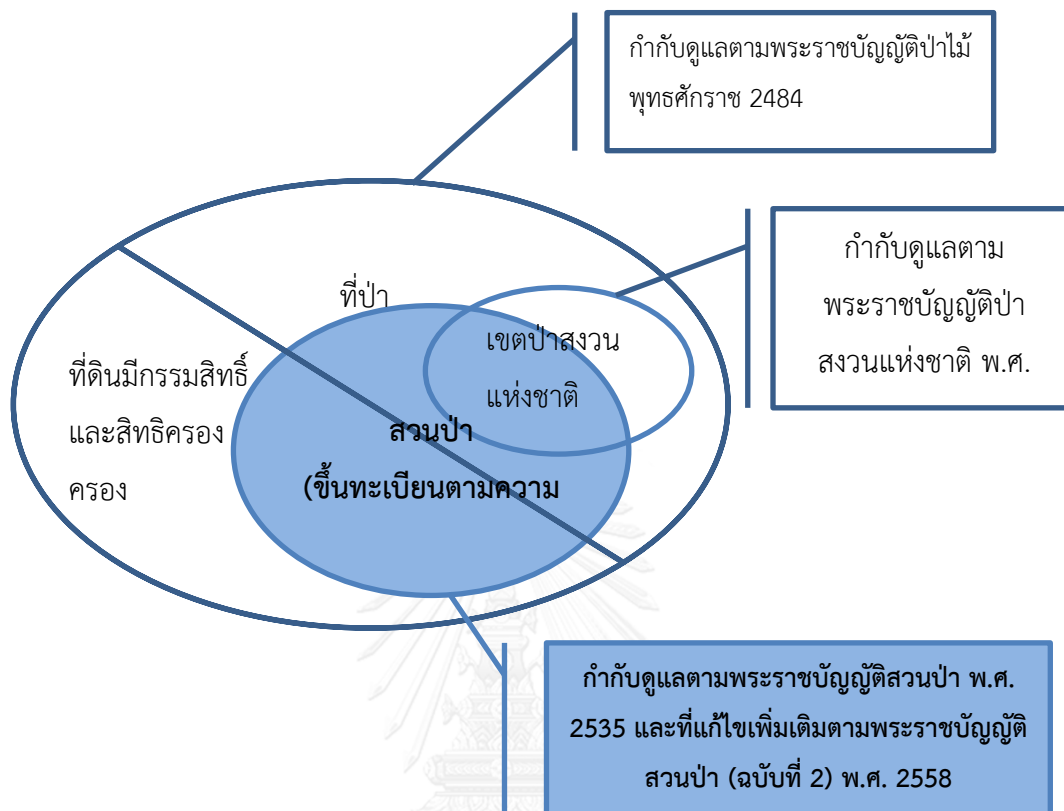 กำกับดูแลตามพระราชบัญญัติป่าไม้
พุทธศักราช 2484
กำกับดูแลตาม
พระราชบัญญัติป่า
สงวนแห่งชาติ พ.ศ.
ที่ป่า
เขตป่าสงวน
แห่งชาติ
ที่ดินมีกรรมสิทธิ์
และสิทธิครอง
ครอง
สวนป่า
(ขึ้นทะเบียนตามความ
กำกับดูแลตามพระราชบัญญัติสวนป่า พ.ศ.
2535 และที่แก้ไขเพิ่มเติมตามพระราชบัญญัติ
สวนป่า (ฉบับที่ 2) พ.ศ. 2558